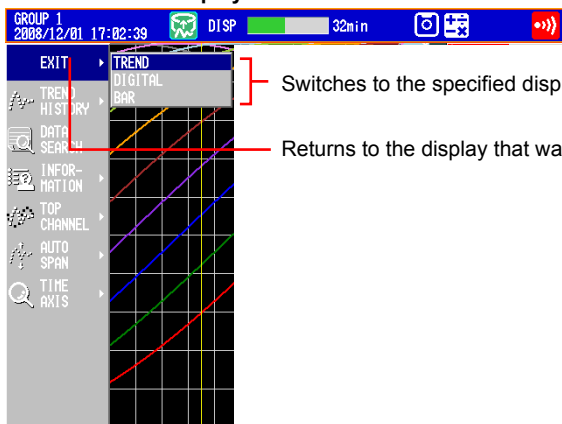 GROUP 1
2008/12/01 17:02:39
DISP
32min
EXIT
TREND
DIGITAL
BAR
TREND
HISTORY
DATA
SEARCH
INFOR-
MATION
TOP
CHANNEL
AUTO
SPAN
TIME
AXIS
Switches to the specified disp
Returns to the display that wa